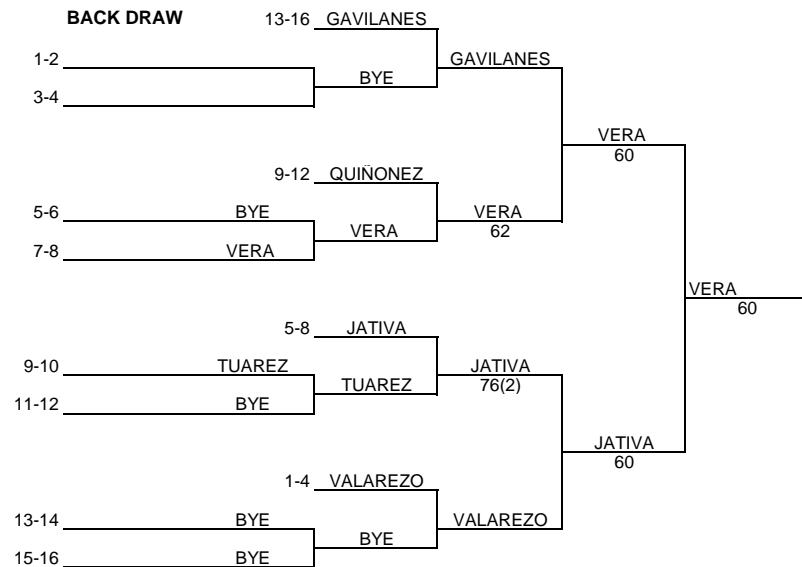 BACK DRAW
13-16 GAVILANES
1-2 GAVILANES
BYE
3-4
VERA
60
9-12 QUIÑONEZ
5-6 BYE VERA
VERA 62
7-8 VERA
VERA
60
5-8 JATIVA
9-10 TUAREZ JATIVA
TUAREZ 76(2)
11-12 BYE
JATIVA
60
1-4 VALAREZO
13-14 BYE VALAREZO
BYE
15-16 BYE